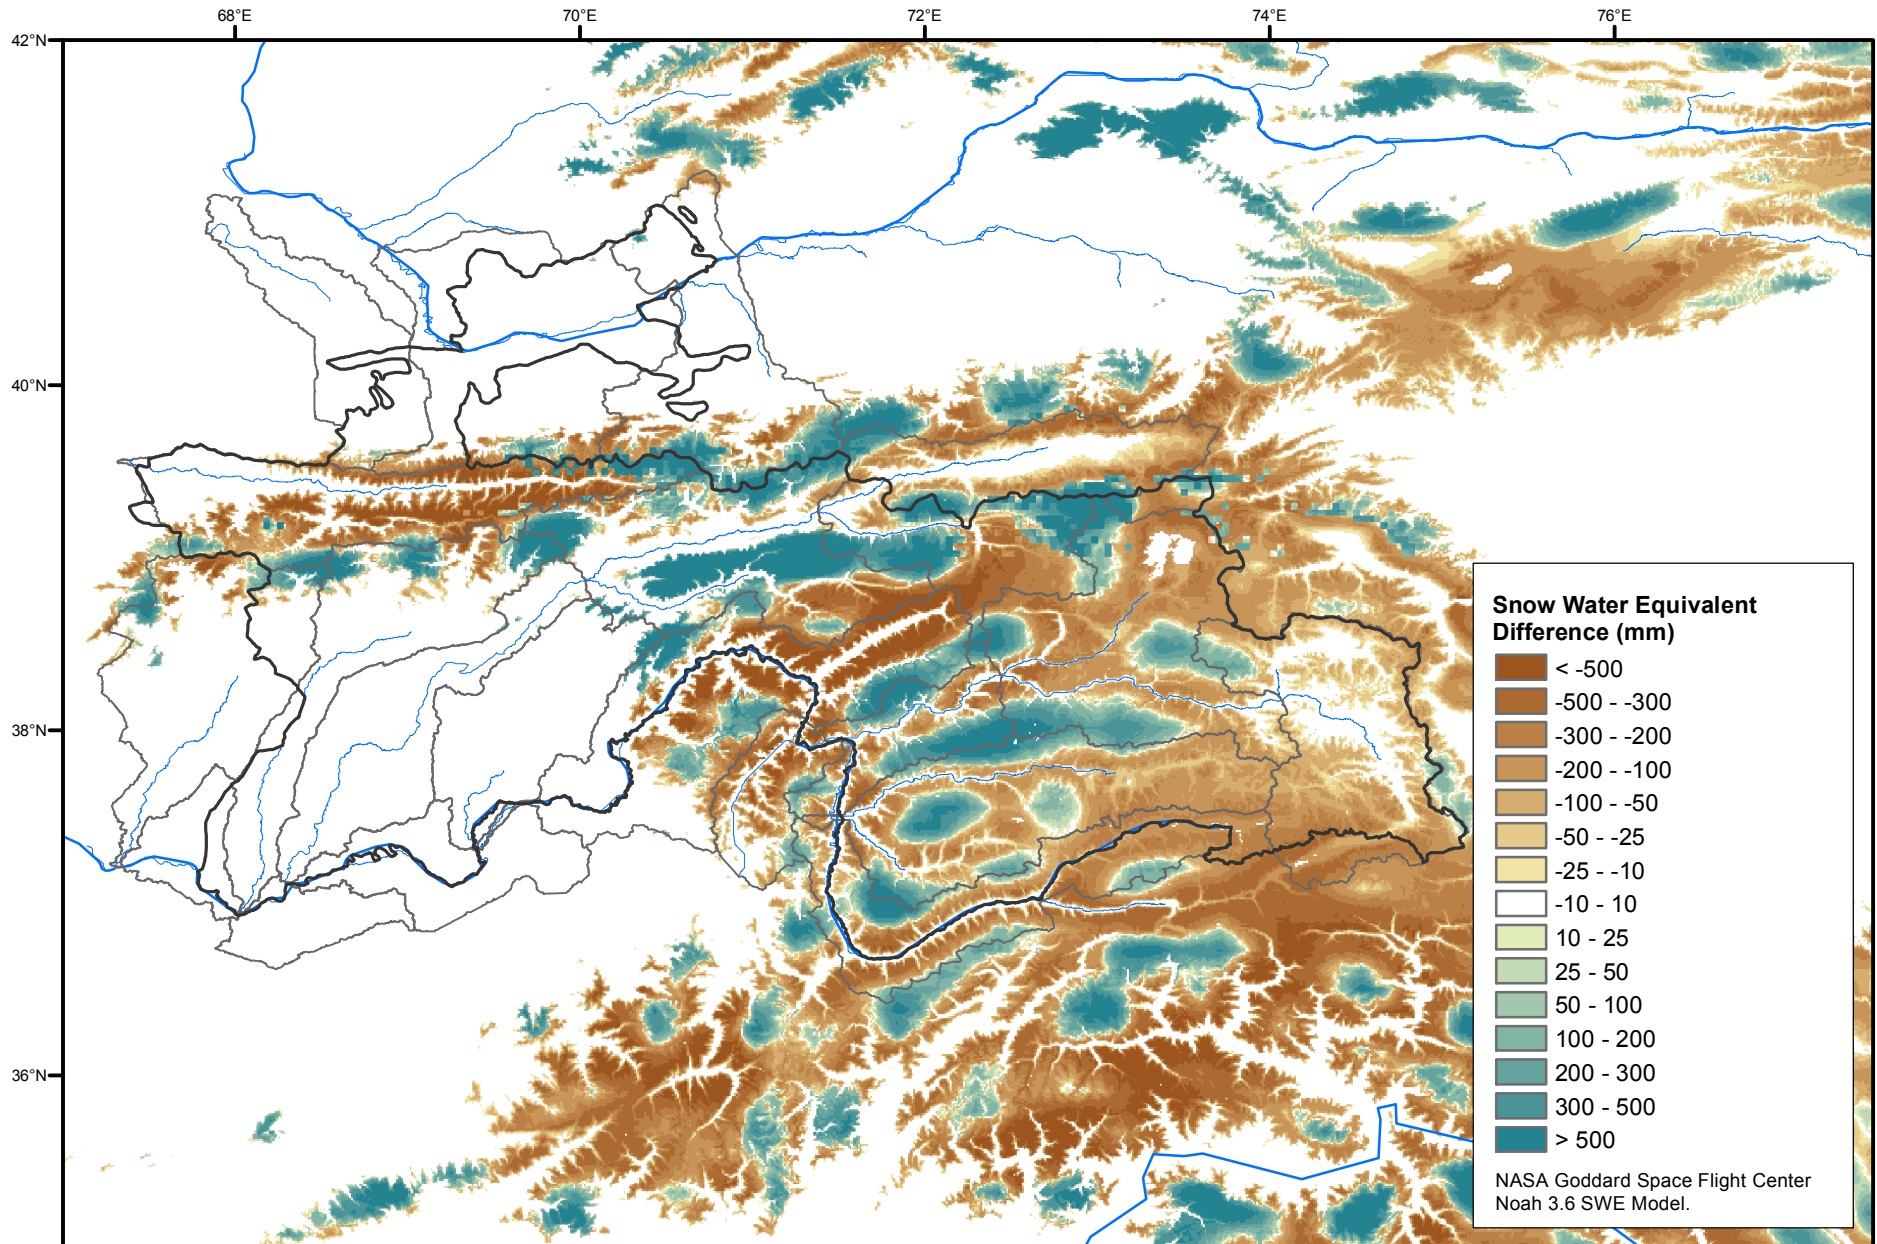 68°E 70°E 72°E 74°E 76°E
42°N
40°N
38°N
36°N
Snow Water Equivalent
Difference (mm)
< -500
-500 - -300
-300 - -200
-200 - -100
-100 - -50
-50 - -25
-25 - -10
-10 - 10
10 - 25
25 - 50
50 - 100
100 - 200
200 - 300
300 - 500
> 500
NASA Goddard Space Flight Center
Noah 3.6 SWE Model.